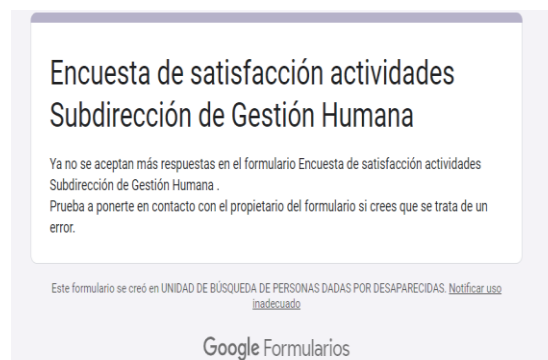 Encuesta de satisfacción actividades
Subdirección de Gestión Humana
Ya no se aceptan más respuestas en el formulario Encuesta de satisfacción actividades
Subdirección de Gestión Humana .
Prueba a ponerte en contacto con el propietario del formulario si crees que se trata de un
error.
Este formulario se creó en UNIDAD DE BÚSQUEDA DE PERSONAS DADAS POR DESAPARECIDAS. Notificar uso
inadecuado
Google Formularios